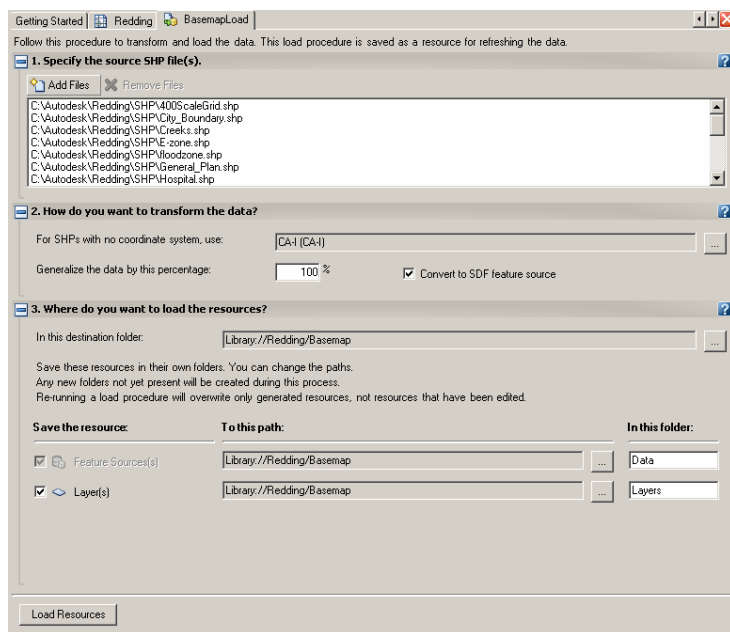 Getting Started Redding BasemapLoad
Follow this procedure to transform and load the data. This load procedure is saved as a resource for refreshing the data.
1. Specify the source SHP file(s).
Add Files Remove Files
C:\Autodesk\Redding\SHP\400ScaleGrid.shp
C:\Autodesk\Redding\SHP\City_Boundary.shp
C:\Autodesk\Redding\SHP\Creeks.shp
C:\Autodesk\Redding\SHP\E-zone.shp
C:\Autodesk\Redding\SHP\floodzone.shp
C:\Autodesk\Redding\SHP\General_Plan.shp
C:\Autodesk\Redding\SHP\Hospital.shp
2. How do you want to transform the data?
For SHPs with no coordinate system, use: CA-I (CA-I) ...
Generalize the data by this percentage: 100 % Convert to SDF feature source
3. Where do you want to load the resources?
In this destination folder: Library://Redding/Basemap ...
Save these resources in their own folders. You can change the paths.
Any new folders not yet present will be created during this process.
Re-running a load procedure will overwrite only generated resources, not resources that have been edited.
Save the resource: To this path: In this folder:
Feature Sources(s) Library://Redding/Basemap ... Data
Layer(s) Library://Redding/Basemap ... Layers
Load Resources